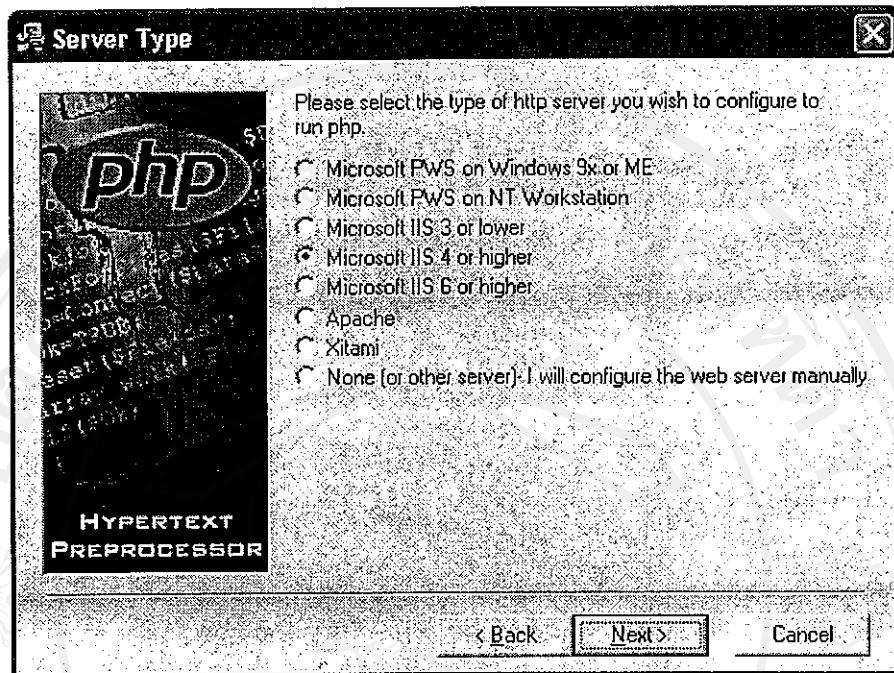 Server Type
php
Please select the type of http server you wish to configure to
run php.
Microsoft PWS on Windows 9x or ME
Microsoft PWS on NT Workstation
Microsoft IIS 3 or lower
Microsoft IIS 4 or higher
Microsoft IIS 6 or higher
Apache
Xitami
None (or other server)- I will configure the web server manually
HYPERTEXT
PREPROCESSOR
< Back
Next >
Cancel